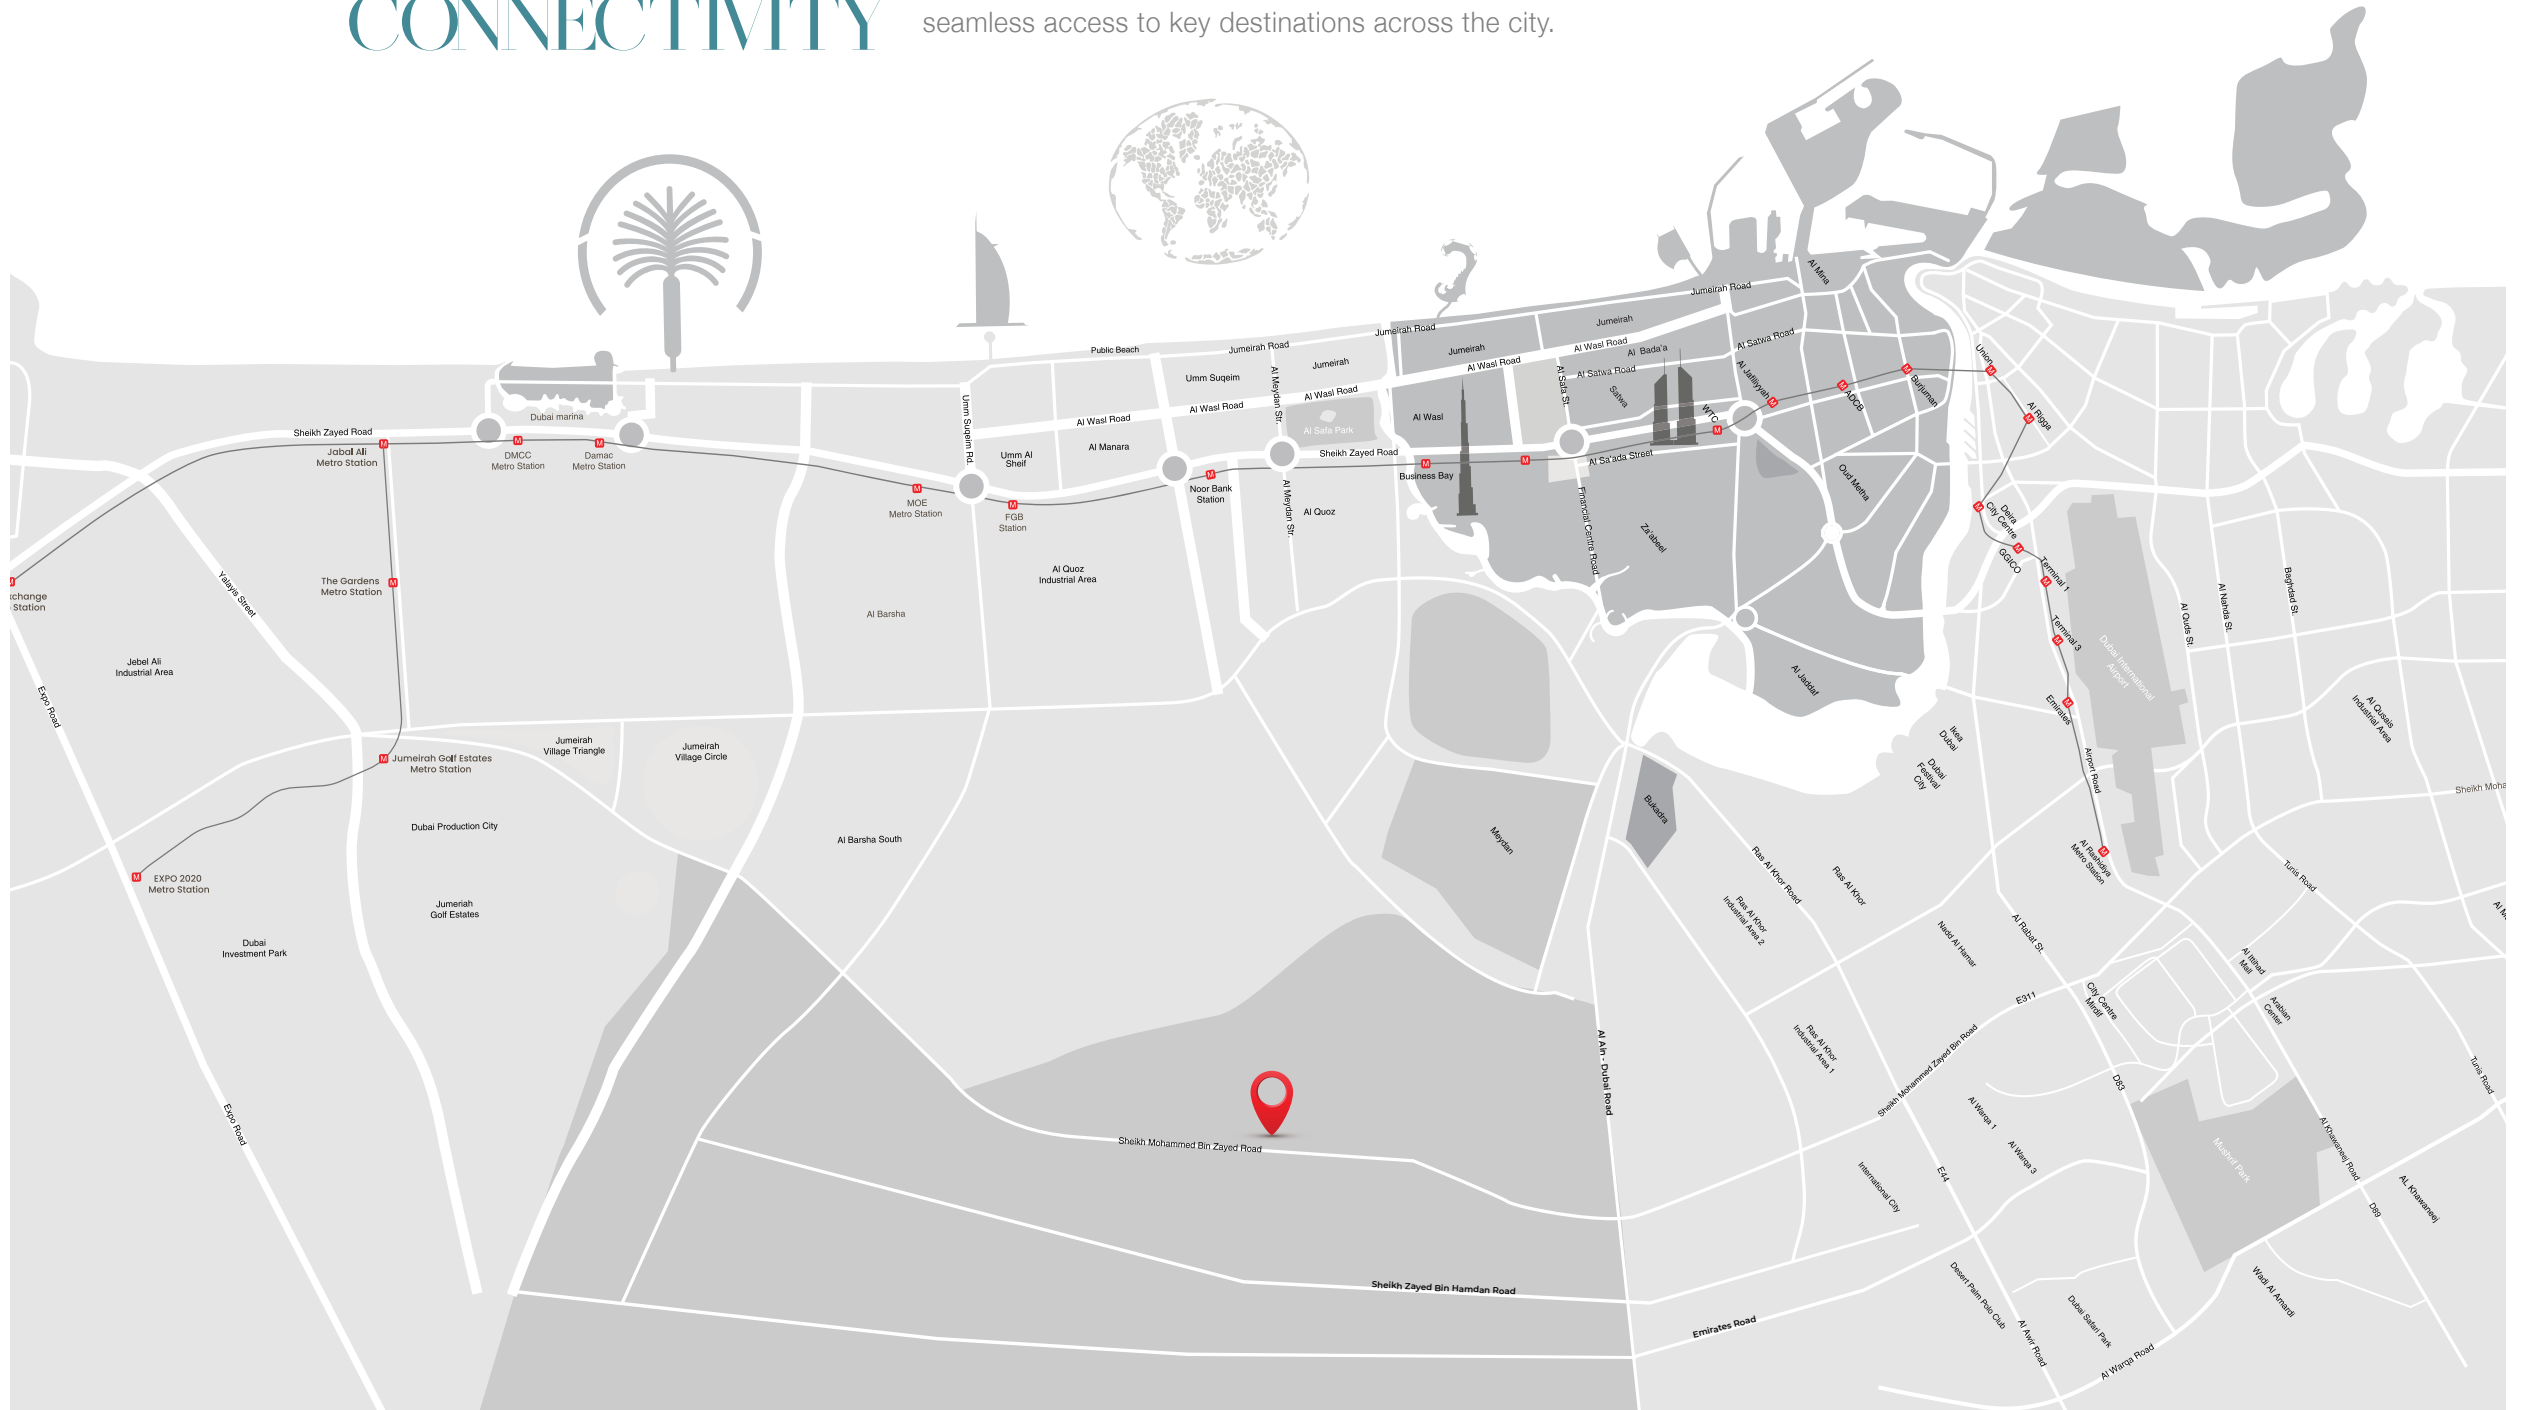 CONNECTIVITY
seamless access to key destinations across the city.
Al Mina
Jumeirah Road
Jumeirah
Jumeirah Road
Al Satwa Road
Al Wasl Road
Al Bada'a
Jumeirah
Jumeirah Road
Public Beach
Union
Al Wasl Road
Jumeirah
Al Satwa Road
Al Jafiliyyah
ADCB
Burjuman
Umm Suqeim
Al Meydan Str.
Al Safa St.
Satwa
Al Wasl Road
Al Wasl Road
Al Wasl Road
Al Rigga
Umm Suqeim Rd.
Dubai marina
Al Wasl
WTC
Al Safa Park
Sheikh Zayed Road
Al Manara
Sheikh Zayed Road
Umm Al
Sheif
Jabal Ali
Metro Station
DMCC
Metro Station
Damac
Metro Station
Al Sa'ada Street
Business Bay
Oud Metha
Noor Bank
Station
MOE
Metro Station
FGB
Station
Al Meydan Str.
Al Quoz
Financial Centre Road
Za'abeel
Deira
City Centre
GGICO
Terminal 1
Al Quoz
Industrial Area
The Gardens
Metro Station
xchange
Station
Yalayis Street
Al Barsha
Al Quds St.
Al Nahda St.
Baghdad St.
Terminal 3
Dubai International
Airport
Jebel Ali
Industrial Area
Al Jaddaf
Expo Road
Emirates
Al Qusais
Industrial Area
Ikea
Dubai
Dubai
Festival
City
Airport Road
Jumeirah
Village Triangle
Jumeirah
Village Circle
Jumeirah Golf Estates
Metro Station
Sheikh Moha
Bukadra
Dubai Production City
Al Barsha South
Meydan
Al Rashidiya
Metro Station
Ras Al Khor Road
Ras Al Khor
Tunis Road
EXPO 2020
Metro Station
Jumeriah
Golf Estates
Ras Al Khor
Industrial Area 2
Nadd Al Hamar
Al Rabat St.
Dubai
Investment Park
Al Ittihad
Mall
E311
City Centre
Mirdif
Arabian
Center
Al Ain - Dubai Road
Ras Al Khor
Industrial Area 1
Sheikh Mohammed Zayed Bin Road
D83
Tunis Road
Expo Road
Sheikh Mohammed Bin Zayed Road
Al Warqa 1
Al Warqa 3
Mushrif Park
Al Khawaneej Road
E44
International City
AL Khawaneej
D89
Sheikh Zayed Bin Hamdan Road
Desert Palm Polo Club
Wadi Al Amardi
Emirates Road
Dubai Safari Park
Al Awir Road
Al Warqa Road